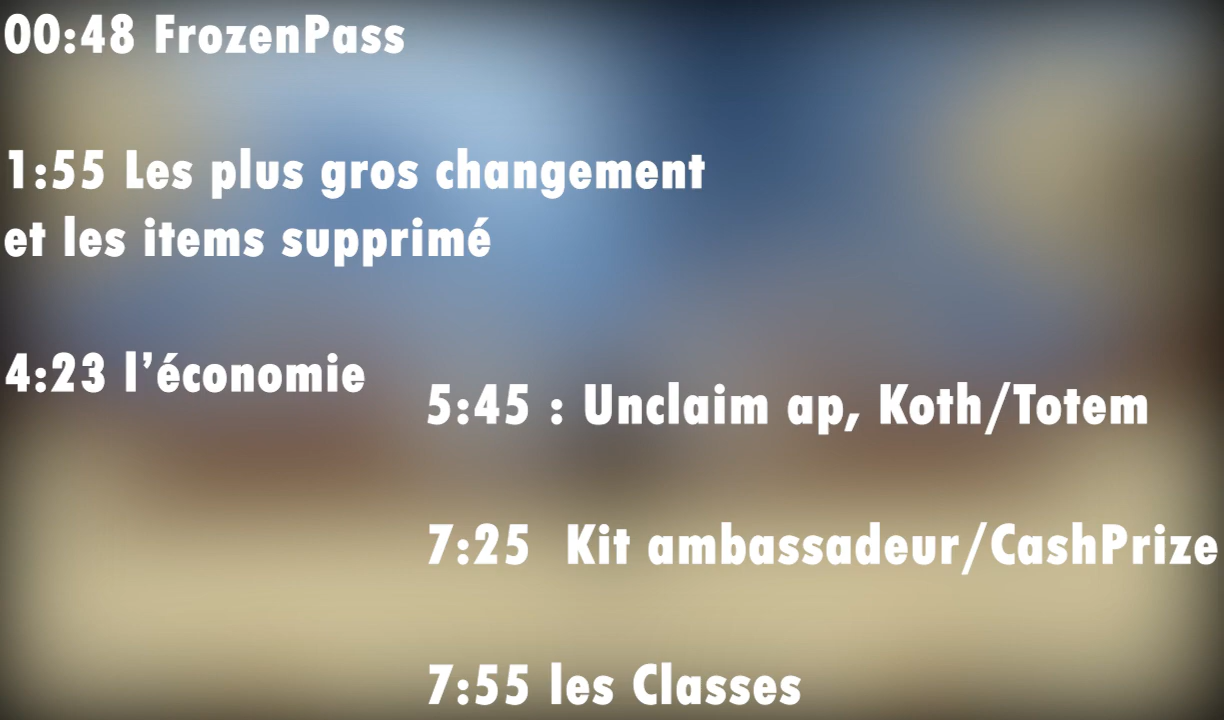 00:48 FrozenPass
1:55 Les plus gros changement
et les items supprimé
4:23 l'économie
5:45 : Unclaim ap, Koth/Totem
7:25 Kit ambassadeur/CashPrize
7:55 les Classes